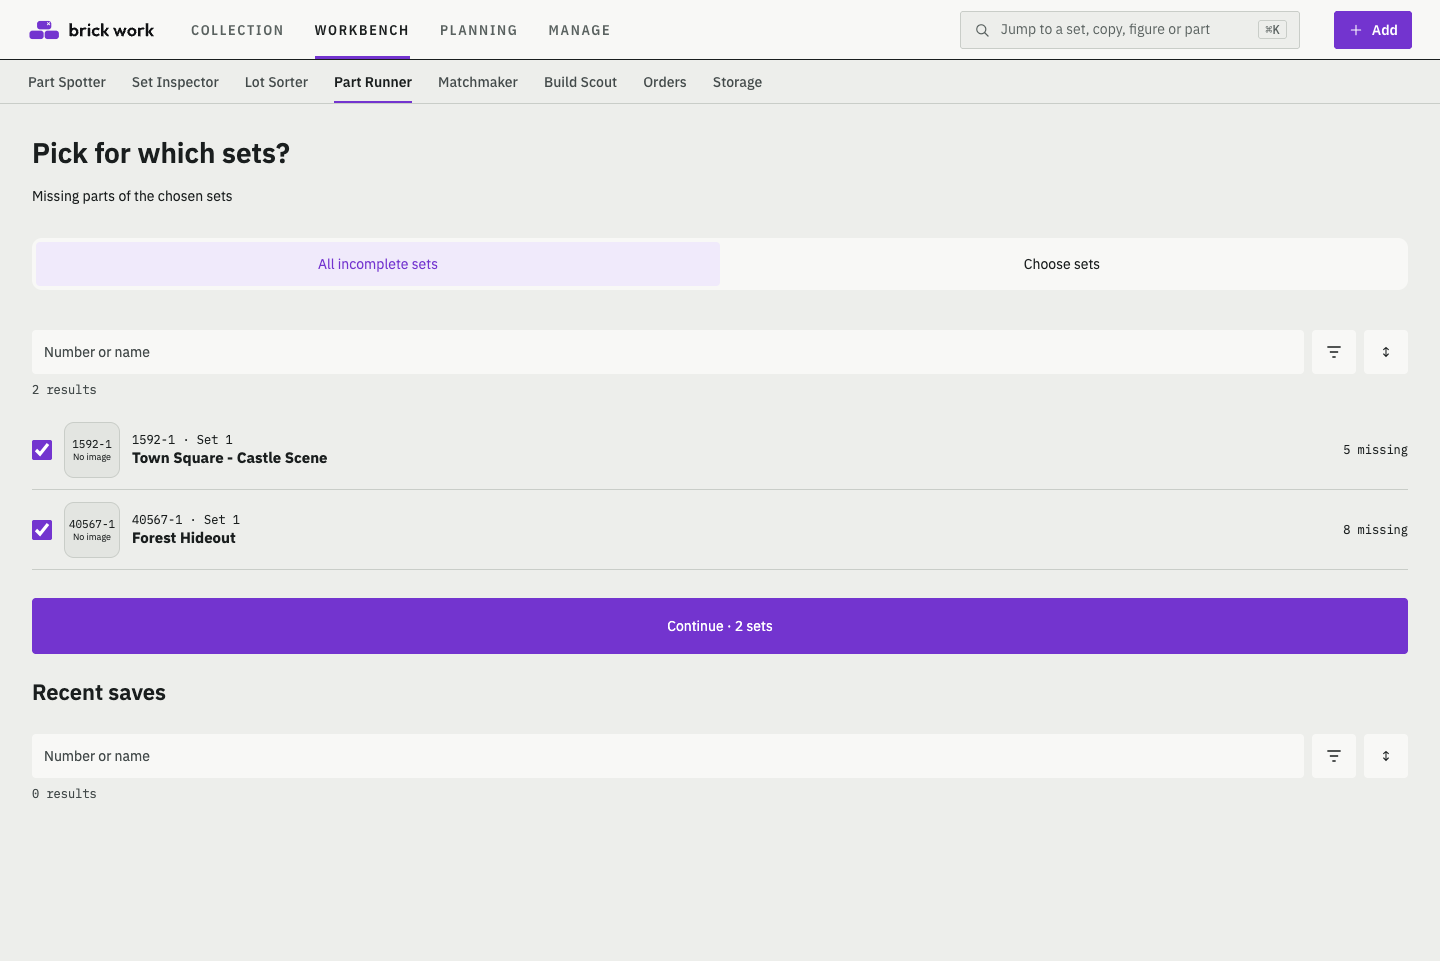 brick work
COLLECTION
WORKBENCH
PLANNING
MANAGE
Jump to a set, copy, figure or part
⌘K
Add
Part Spotter
Set Inspector
Lot Sorter
Part Runner
Matchmaker
Build Scout
Orders
Storage
Pick for which sets?
Missing parts of the chosen sets
All incomplete sets
Choose sets
Number or name
2 results
1592-1
No image
1592-1 · Set 1
Town Square - Castle Scene
5 missing
40567-1
No image
40567-1 · Set 1
Forest Hideout
8 missing
Continue · 2 sets
Recent saves
Number or name
0 results